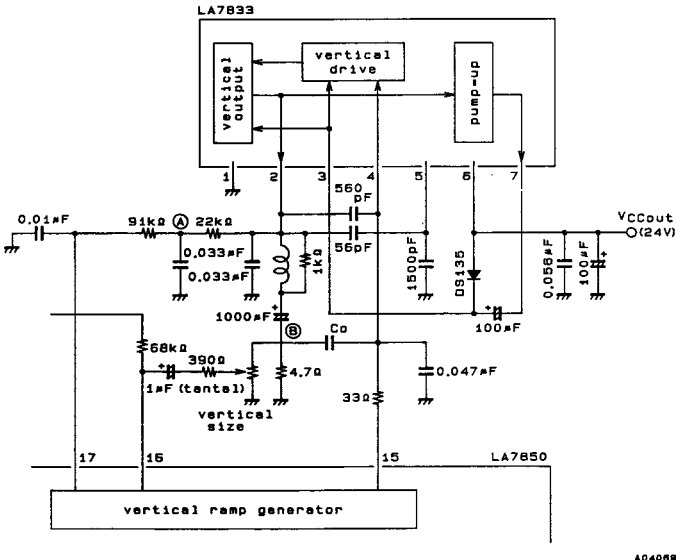 LA7833
vertical
output
vertical
drive
pump-up
1
2
3
4
5
6
7
560
pF
VCCout
(24V)
0.01µF
91kΩ
A
22kΩ
0.033µF
0.033µF
56pF
1kΩ
1500pF
DS135
0.056µF
100µF
+
1000µF
+
B
Co
+
100µF
68kΩ
390Ω
+
1µF (tantal)
4.7Ω
0.047µF
33Ω
vertical
size
17
16
15
LA7850
vertical ramp generator
A04069